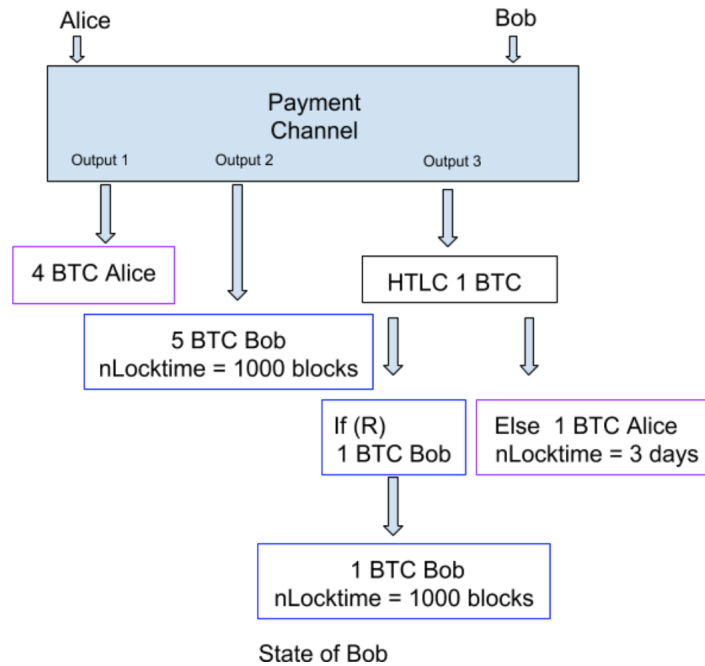 Alice
Bob
Payment
Channel
Output 1
Output 2
Output 3
4 BTC Alice
HTLC 1 BTC
5 BTC Bob
nLocktime = 1000 blocks
If (R)
1 BTC Bob
Else 1 BTC Alice
nLocktime = 3 days
1 BTC Bob
nLocktime = 1000 blocks
State of Bob